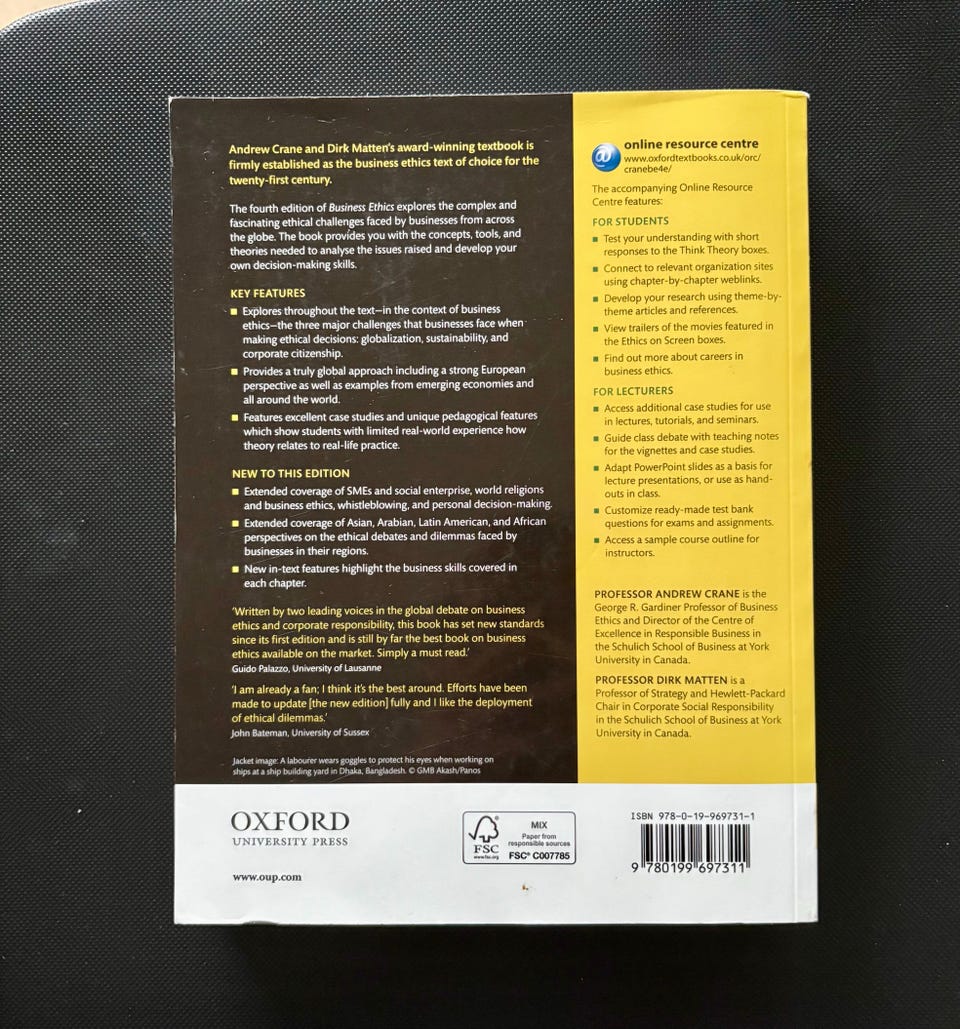 Andrew Crane and Dirk Matten's award-winning textbook is
firmly established as the business ethics text of choice for the
twenty-first century.
The fourth edition of Business Ethics explores the complex and
fascinating ethical challenges faced by businesses from across
the globe. The book provides you with the concepts, tools, and
theories needed to analyse the issues raised and develop your
own decision-making skills.
KEY FEATURES
Explores throughout the text—in the context of business
ethics—the three major challenges that businesses face when
making ethical decisions: globalization, sustainability, and
corporate citizenship.
Provides a truly global approach including a strong European
perspective as well as examples from emerging economies and
all around the world.
Features excellent case studies and unique pedagogical features
which show students with limited real-world experience how
theory relates to real-life practice.
NEW TO THIS EDITION
Extended coverage of SMEs and social enterprise, world religions
and business ethics, whistleblowing, and personal decision-making.
Extended coverage of Asian, Arabian, Latin American, and African
perspectives on the ethical debates and dilemmas faced by
businesses in their regions.
New in-text features highlight the business skills covered in
each chapter.
'Written by two leading voices in the global debate on business
ethics and corporate responsibility, this book has set new standards
since its first edition and is still by far the best book on business
ethics available on the market. Simply a must read.'
Guido Palazzo, University of Lausanne
'I am already a fan; I think it's the best around. Efforts have been
made to update [the new edition] fully and I like the deployment
of ethical dilemmas.'
John Bateman, University of Sussex
Jacket image: A labourer wears goggles to protect his eyes when working on
ships at a ship building yard in Dhaka, Bangladesh. © GMB Akash/Panos
@
online resource centre
www.oxfordtextbooks.co.uk/orc/
cranebe4e/
The accompanying Online Resource
Centre features:
FOR STUDENTS
Test your understanding with short
responses to the Think Theory boxes.
Connect to relevant organization sites
using chapter-by-chapter weblinks.
Develop your research using theme-by-
theme articles and references.
View trailers of the movies featured in
the Ethics on Screen boxes.
Find out more about careers in
business ethics.
FOR LECTURERS
Access additional case studies for use
in lectures, tutorials, and seminars.
Guide class debate with teaching notes
for the vignettes and case studies.
Adapt PowerPoint slides as a basis for
lecture presentations, or use as hand-
outs in class.
Customize ready-made test bank
questions for exams and assignments.
Access a sample course outline for
instructors.
PROFESSOR ANDREW CRANE is the
George R. Gardiner Professor of Business
Ethics and Director of the Centre of
Excellence in Responsible Business in
the Schulich School of Business at York
University in Canada.
PROFESSOR DIRK MATTEN is a
Professor of Strategy and Hewlett-Packard
Chair in Corporate Social Responsibility
in the Schulich School of Business at York
University in Canada.
OXFORD
UNIVERSITY PRESS
www.oup.com
FSC
www.fsc.org
MIX
Paper from
responsible sources
FSC® C007785
ISBN 978-0-19-969731-1
9 780199 697311